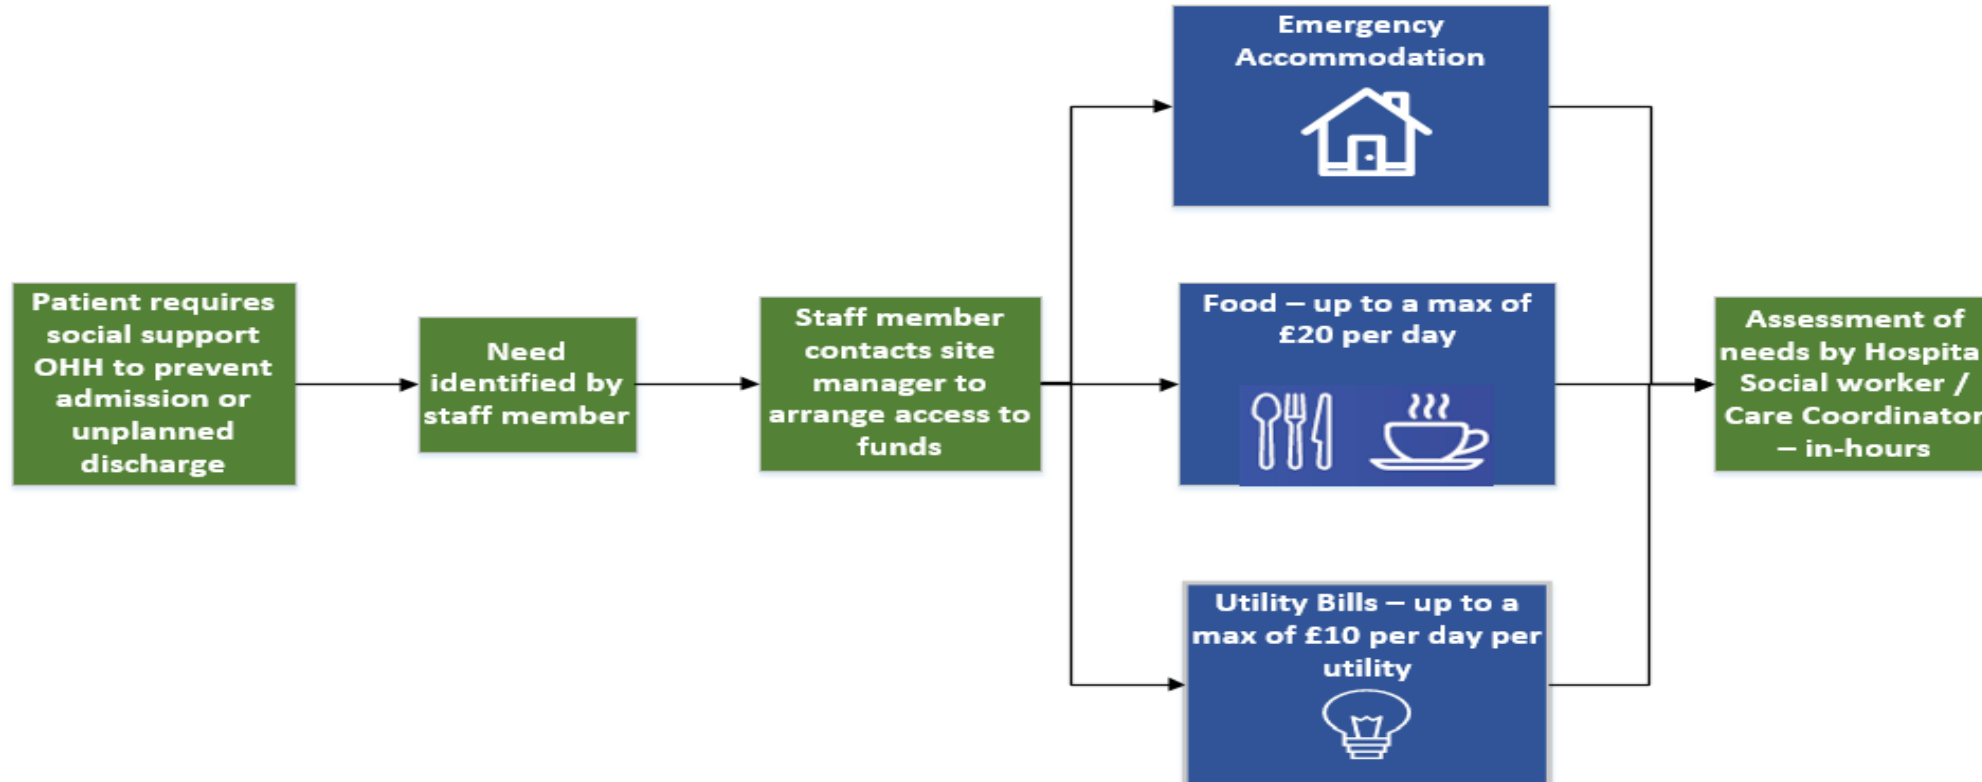 Patient requires
social support
OHH to prevent
admission or
unplanned
discharge
Need
identified by
staff member
Staff member
contacts site
manager to
arrange access to
funds
Emergency
Accommodation
Food – up to a max of
£20 per day
Utility Bills – up to a
max of £10 per day per
utility
Assessment of
needs by Hospita
Social worker /
Care Coordinator
– in-hours